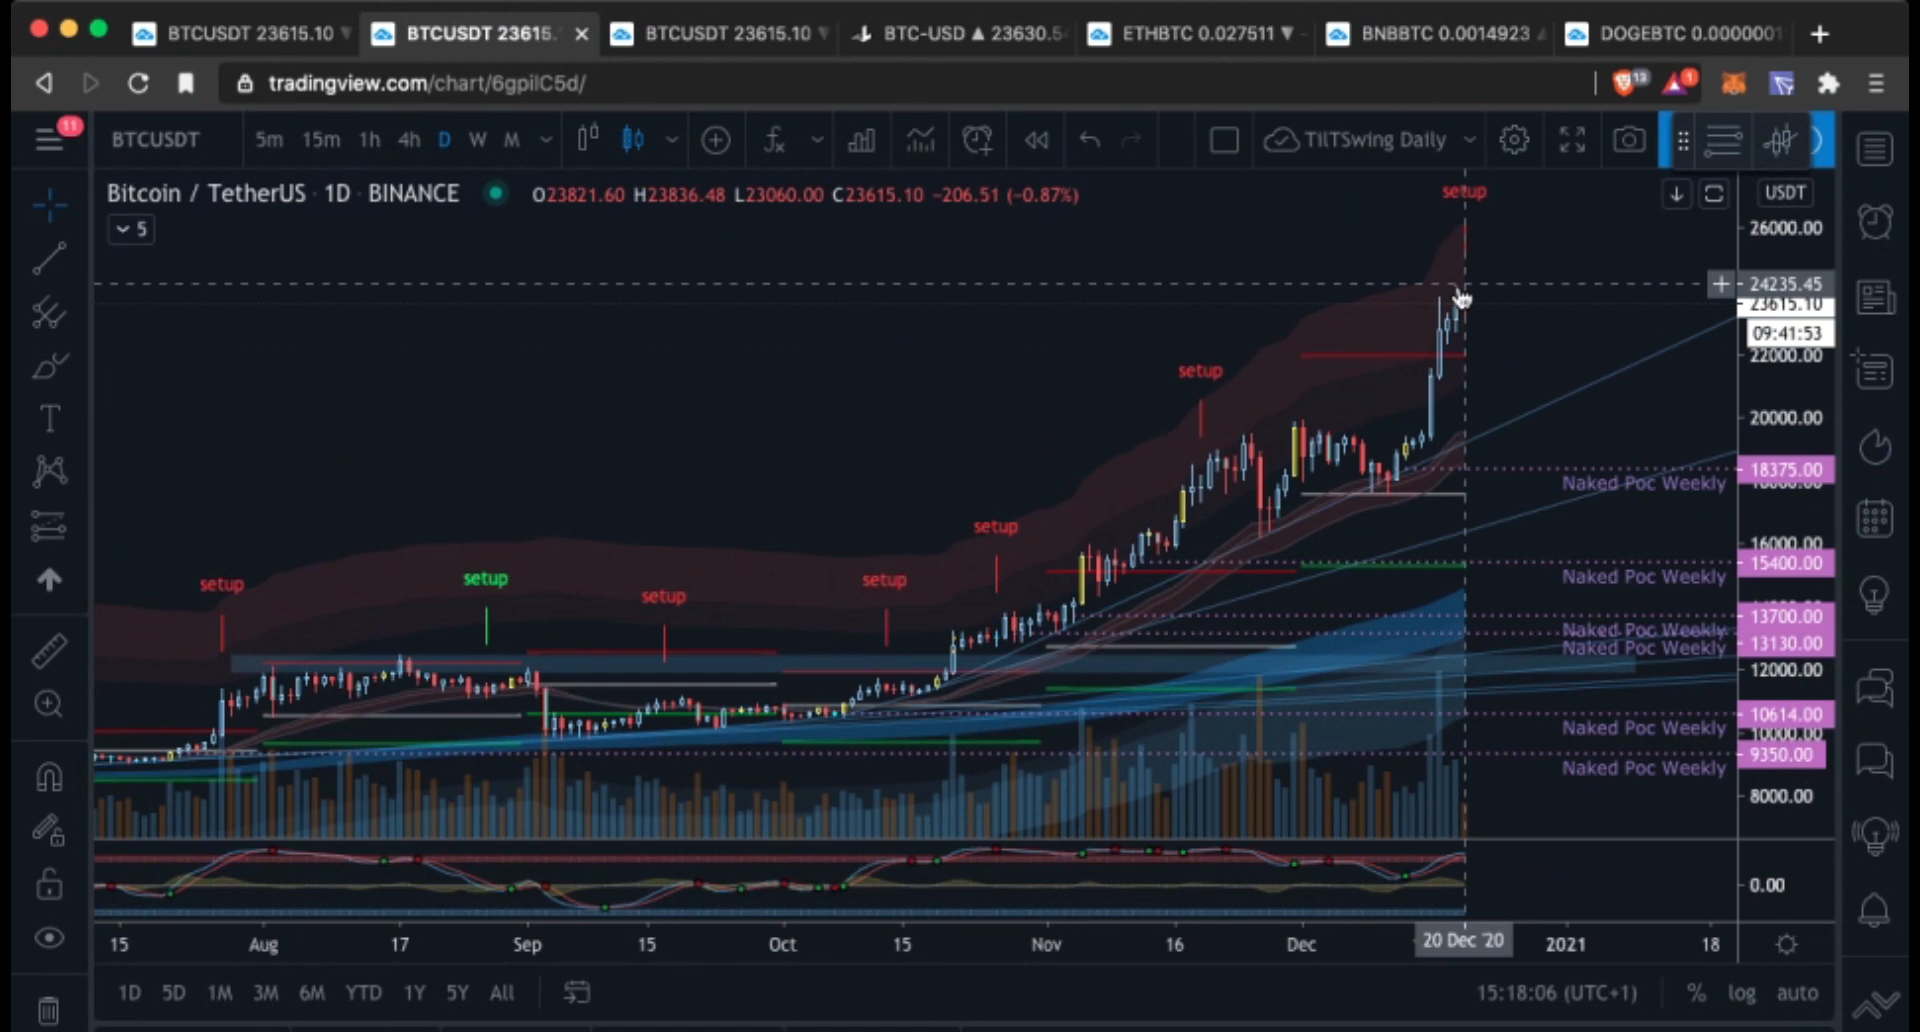 BTCUSDT 23615.10 ▼ BTCUSDT 23615. × BTCUSDT 23615.10 ▼ BTC-USD ▲ 23630.5 ETHBTC 0.027511 ▼ - BNBBTC 0.0014923 DOGEBTC 0.0000001 +
tradingview.com/chart/6gpilC5d/ 13 1
11 BTCUSDT 5m 15m 1h 4h D W M TilTSwing Daily
Bitcoin / TetherUS · 1D · BINANCE O23821.60 H23836.48 L23060.00 C23615.10 −206.51 (−0.87%) setup USDT
5
26000.00
24235.45
23615.10
09:41:53
22000.00
setup
20000.00
18375.00
Naked Poc Weekly
setup
16000.00
15400.00
Naked Poc Weekly
setup setup setup setup
13700.00
Naked Poc Weekly
13130.00
Naked Poc Weekly
12000.00
10614.00
Naked Poc Weekly
10000.00
9350.00
Naked Poc Weekly
8000.00
0.00
15 Aug 17 Sep 15 Oct 15 Nov 16 Dec 20 Dec '20 2021 18
1D 5D 1M 3M 6M YTD 1Y 5Y All 15:18:06 (UTC+1) % log auto